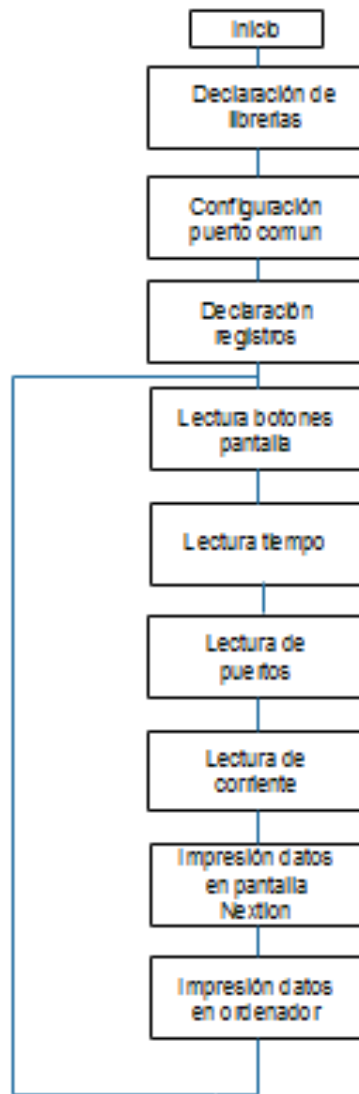 Inicio
Declaración de
librerias
Configuración
puerto comun
Declaración
registros
Lectura botones
pantalla
Lectura tiempo
Lectura de
puertos
Lectura de
corriente
Impresión datos
en pantalla
Nextion
Impresión datos
en ordenador